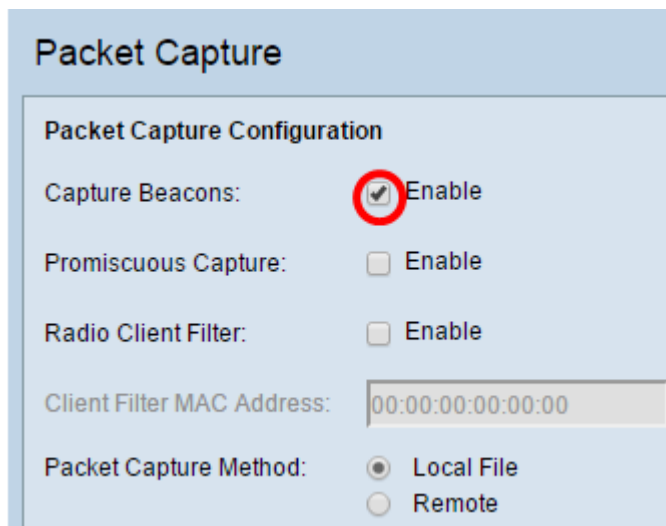 Packet Capture
Packet Capture Configuration
Capture Beacons: Enable
Promiscuous Capture: Enable
Radio Client Filter: Enable
Client Filter MAC Address: 00:00:00:00:00:00
Packet Capture Method: Local File
Remote